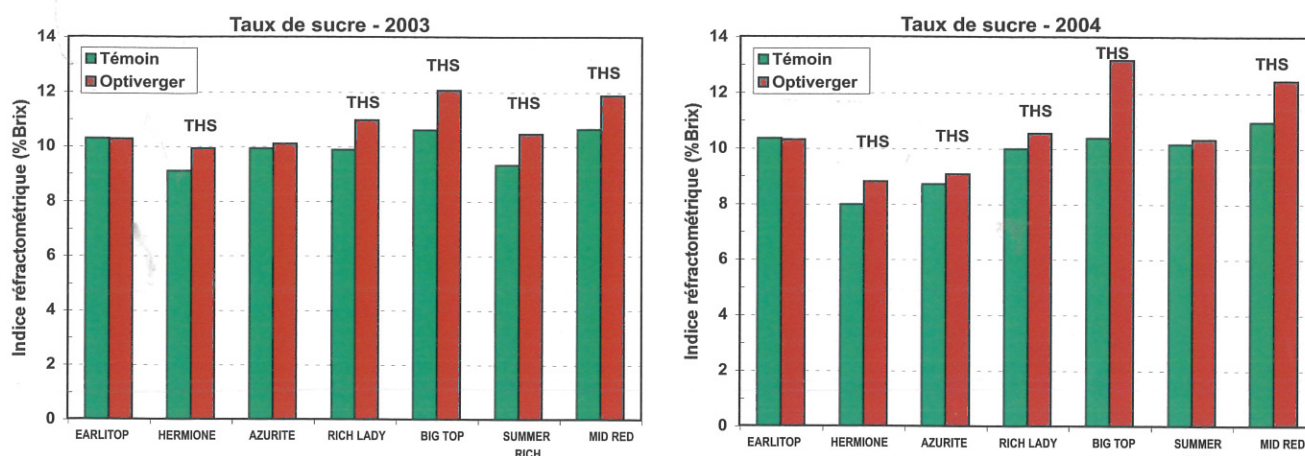 Taux de sucre - 2003
Indice réfractométrique (%Brix)
14
12
10
8
6
4
2
0
Témoin
Optiverger
THS
THS
THS
THS
THS
EARLITOP HERMIONE AZURITE RICH LADY BIG TOP SUMMER RICH MID RED
Taux de sucre - 2004
Indice réfractométrique (%Brix)
14
12
10
8
6
4
2
0
Témoin
Optiverger
THS
THS
THS
THS
THS
EARLITOP HERMIONE AZURITE RICH LADY BIG TOP SUMMER MID RED